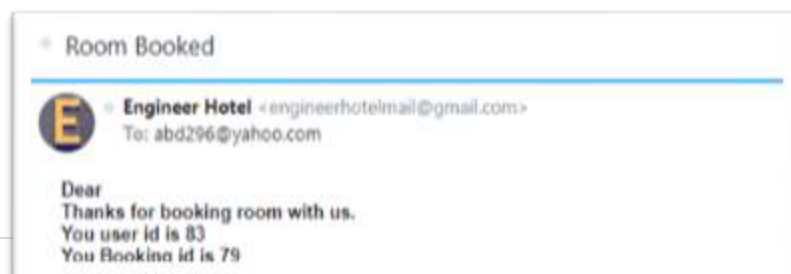 Room Booked
E
Engineer Hotel <engineerhotelmail@gmail.com>
To: abd296@yahoo.com
Dear
Thanks for booking room with us.
You user id is 83
You Booking id is 79